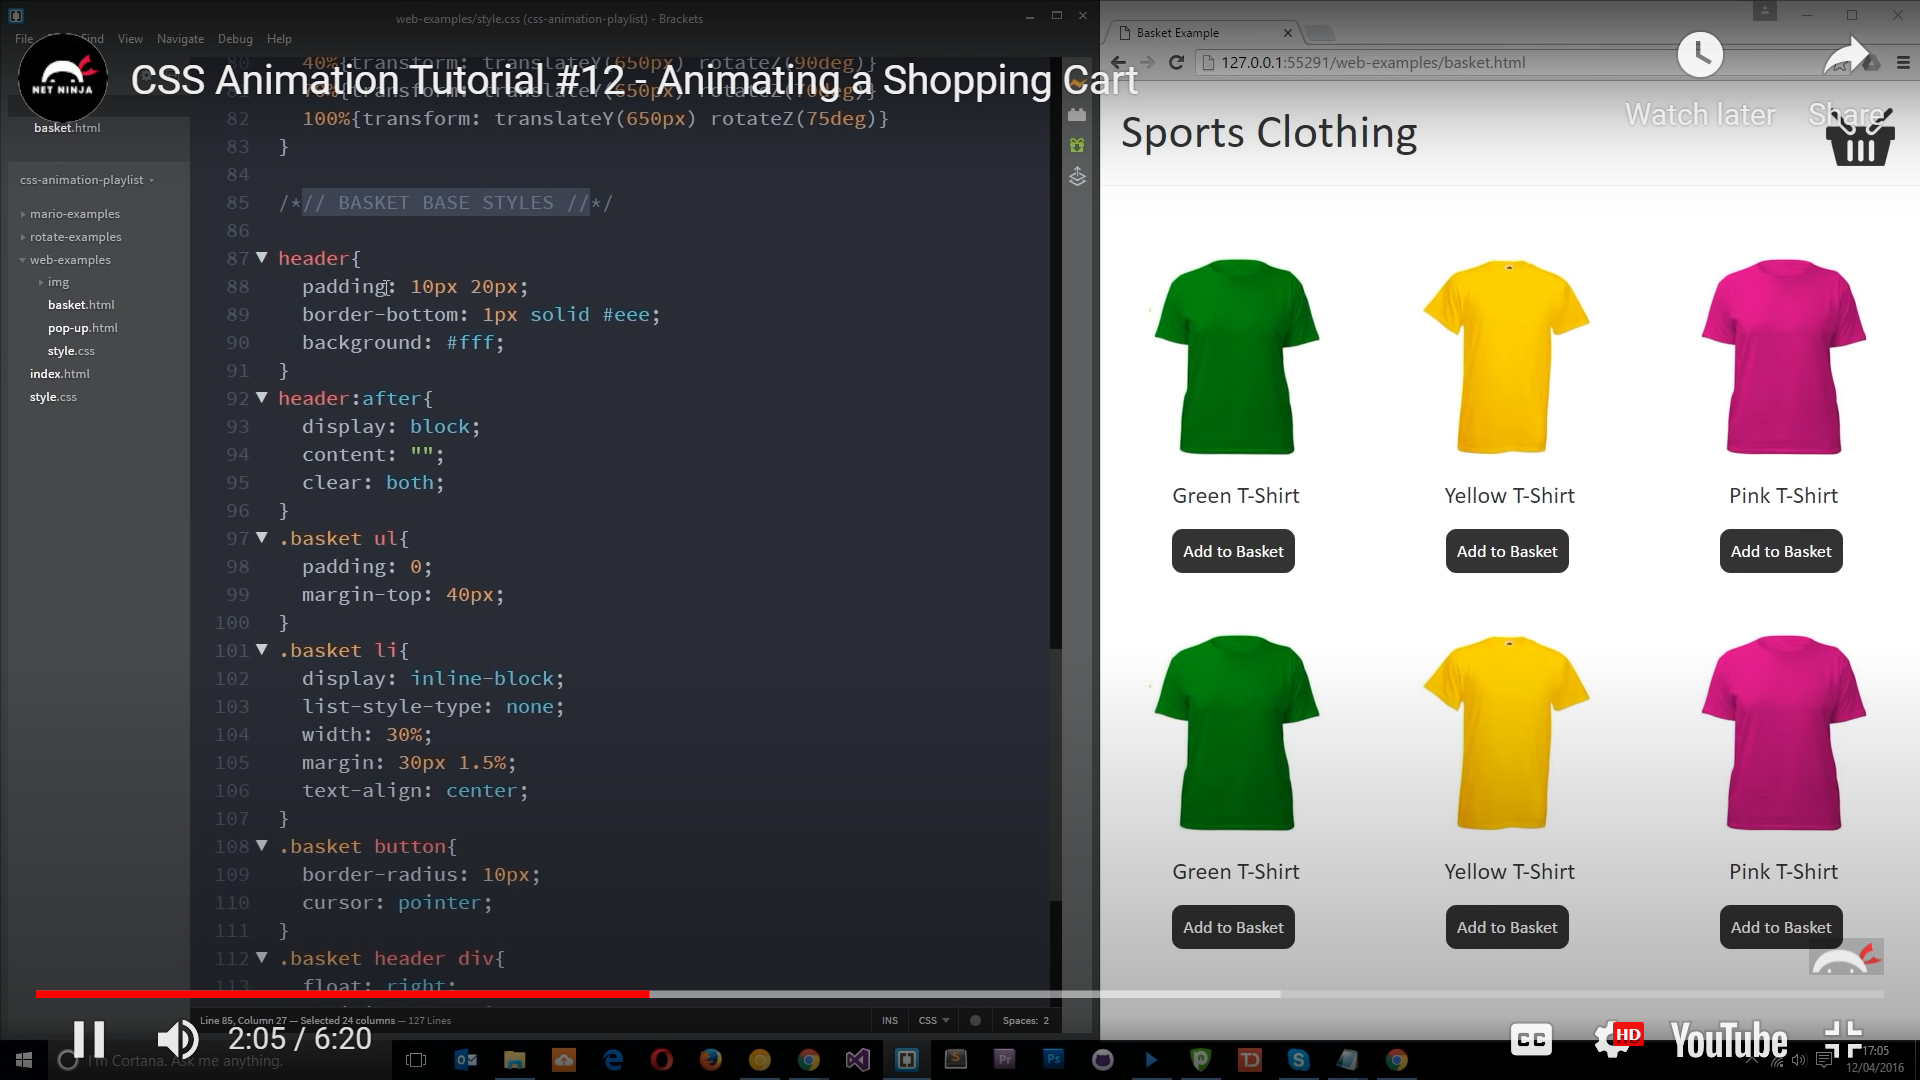 web-examples/style.css (css-animation-playlist) - Brackets
File Find View Navigate Debug Help
NET NINJA
CSS Animation Tutorial #12 - Animating a Shopping Cart
basket.html
css-animation-playlist
mario-examples
rotate-examples
web-examples
img
basket.html
pop-up.html
style.css
index.html
style.css
80 40%{transform: translateY(650px) rotateZ(90deg)}
82 100%{transform: translateY(650px) rotateZ(75deg)}
83 }
84
85 /*// BASKET BASE STYLES //*/
86
87 header{
88 padding: 10px 20px;
89 border-bottom: 1px solid #eee;
90 background: #fff;
91 }
92 header:after{
93 display: block;
94 content: "";
95 clear: both;
96 }
97 .basket ul{
98 padding: 0;
99 margin-top: 40px;
100 }
101 .basket li{
102 display: inline-block;
103 list-style-type: none;
104 width: 30%;
105 margin: 30px 1.5%;
106 text-align: center;
107 }
108 .basket button{
109 border-radius: 10px;
110 cursor: pointer;
111 }
112 .basket header div{
113 float: right;
Line 85, Column 27 — Selected 24 columns — 127 Lines
INS CSS Spaces: 2
Basket Example
127.0.0.1:55291/web-examples/basket.html
Watch later Share
Sports Clothing
Green T-Shirt Yellow T-Shirt Pink T-Shirt
Add to Basket Add to Basket Add to Basket
Green T-Shirt Yellow T-Shirt Pink T-Shirt
Add to Basket Add to Basket Add to Basket
2:05 / 6:20
CC HD YouTube
I'm Cortana. Ask me anything.
17:05
12/04/2016